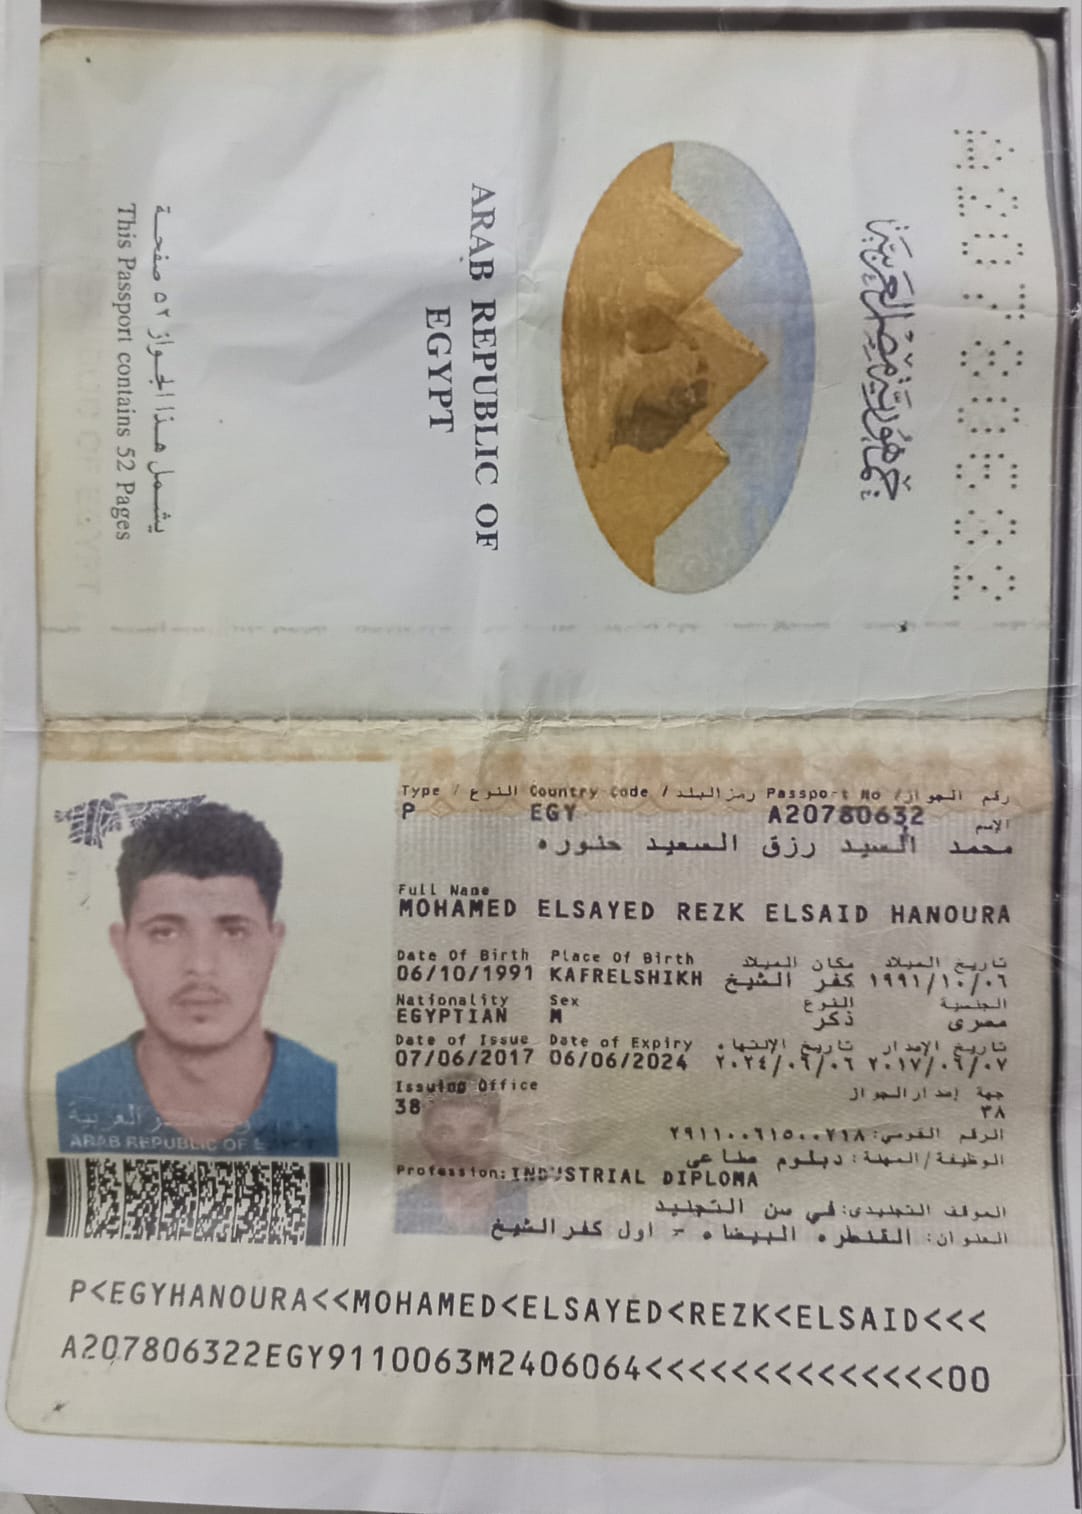 جمهورية مصر العربية
ARAB REPUBLIC OF
EGYPT
يشمل هذا الجواز ٥٢ صفحة
This Passport contains 52 Pages
Type / النوع Country Code / رمز البلد Passport No / رقم الجواز
P EGY A20780632
الإسم
محمد السيد رزق السعيد حنوره
Full Name
MOHAMED ELSAYED REZK ELSAID HANOURA
Date Of Birth Place Of Birth مكان الميلاد تاريخ الميلاد
06/10/1991 KAFRELSHIKH كفر الشيخ ١٩٩١/١٠/٠٦
Nationality Sex النوع الجنسية
EGYPTIAN M ذكر مصرى
Date of Issue Date of Expiry تاريخ الإنتهاء تاريخ الإصدار
07/06/2017 06/06/2024 ٢٠٢٤/٠٦/٠٦ ٢٠١٧/٠٦/٠٧
Issuing Office جهة إصدار الجواز
38 ٣٨
الرقم القومي: ٢٩١١٠٠٦١٥٠٠٧١٨
الوظيفة/المهنة: دبلوم صناعي
Profession: INDUSTRIAL DIPLOMA
الموقف التجنيدى: في سن التجنيد
العنوان: القنطره البيضاء - اول كفر الشيخ
العربية
ARAB REPUBLIC OF EGYPT
P<EGYHANOURA<<MOHAMED<ELSAYED<REZK<ELSAID<<<
A207806322EGY9110063M2406064<<<<<<<<<<<<<<00